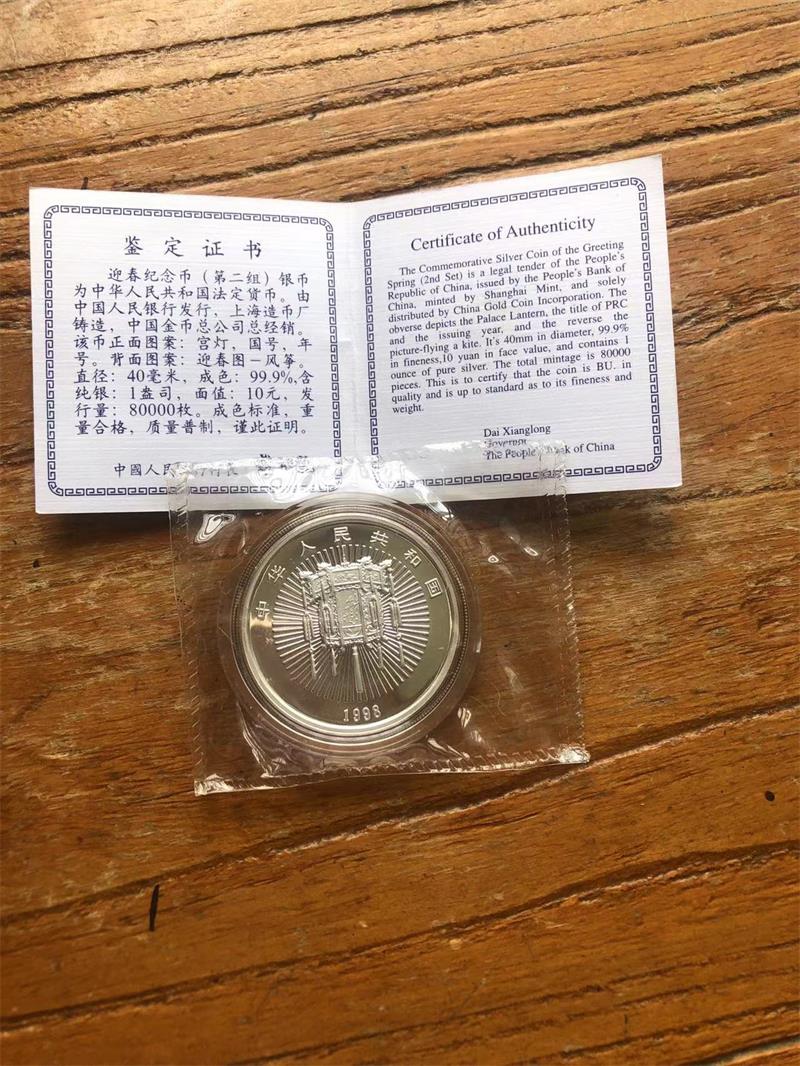 鉴定证书
迎春纪念币（第二组）银币
为中华人民共和国法定货币。由
中国人民银行发行，上海造币厂
铸造，中国金币总公司总经销。
该币正面图案：宫灯，国号，年
号。背面图案：迎春图－风筝。
直径：40毫米，成色：99.9%,含
纯银：1盎司，面值：10元，发
行量：80000枚。成色标准，重
量合格，质量普制，谨此证明。
中國人民
Certificate of Authenticity
The Commemorative Silver Coin of the Greeting
Spring (2nd Set) is a legal tender of the People's
Republic of China, issued by the People's Bank of
China, minted by Shanghai Mint, and solely
distributed by China Gold Coin Incorporation. The
obverse depicts the Palace Lantern, the title of PRC
and the issuing year, and the reverse the
picture-flying a kite. It's 40mm in diameter, 99.9%
in fineness,10 yuan in face value, and contains 1
ounce of pure silver. The total mintage is 80000
pieces. This is to certify that the coin is BU. in
quality and is up to standard as to its fineness and
weight.
Dai Xianglong
Governor
The People's Bank of China
中华人民共和国
1998